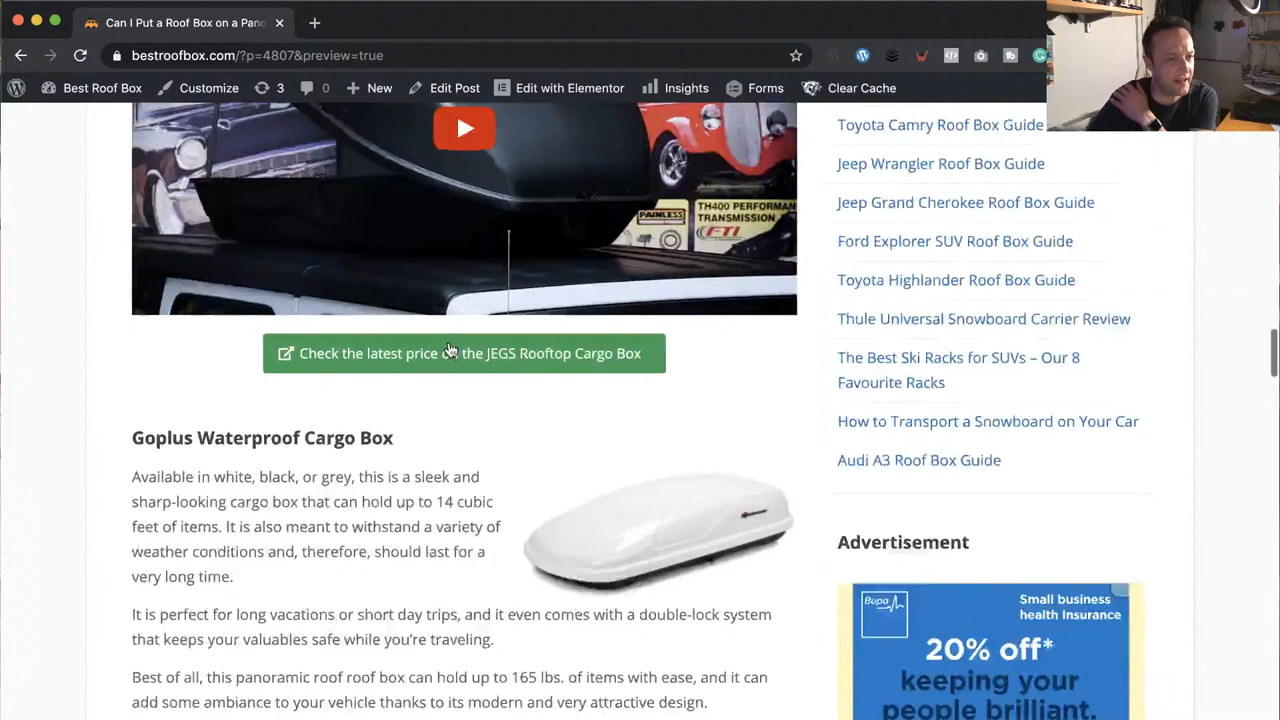 Can I Put a Roof Box on a Pano
bestroofbox.com/?p=4807&preview=true
Best Roof Box
Customize
3
0
New
Edit Pos
Edit with Elementor
Insights
Forms
Clear Cache
PAINLESS
TH400 PERFORMAN
TRANSMISSION
FTI
Check the latest price o the JEGS Rooftop Cargo Box
Goplus Waterproof Cargo Box
Available in white, black, or grey, this is a sleek and
sharp-looking cargo box that can hold up to 14 cubic
feet of items. It is also meant to withstand a variety of
weather conditions and, therefore, should last for a
very long time.
It is perfect for long vacations or short day trips, and it even comes with a double-lock system
that keeps your valuables safe while you're traveling.
Best of all, this panoramic roof roof box can hold up to 165 lbs. of items with ease, and it can
add some ambiance to your vehicle thanks to its modern and very attractive design.
Toyota Camry Roof Box Guide
Jeep Wrangler Roof Box Guide
Jeep Grand Cherokee Roof Box Guide
Ford Explorer SUV Roof Box Guide
Toyota Highlander Roof Box Guide
Thule Universal Snowboard Carrier Review
The Best Ski Racks for SUVs – Our 8
Favourite Racks
How to Transport a Snowboard on Your Car
Audi A3 Roof Box Guide
Advertisement
Bupa
Small business
health Insurance
20% off*
keeping your
people brilliant.